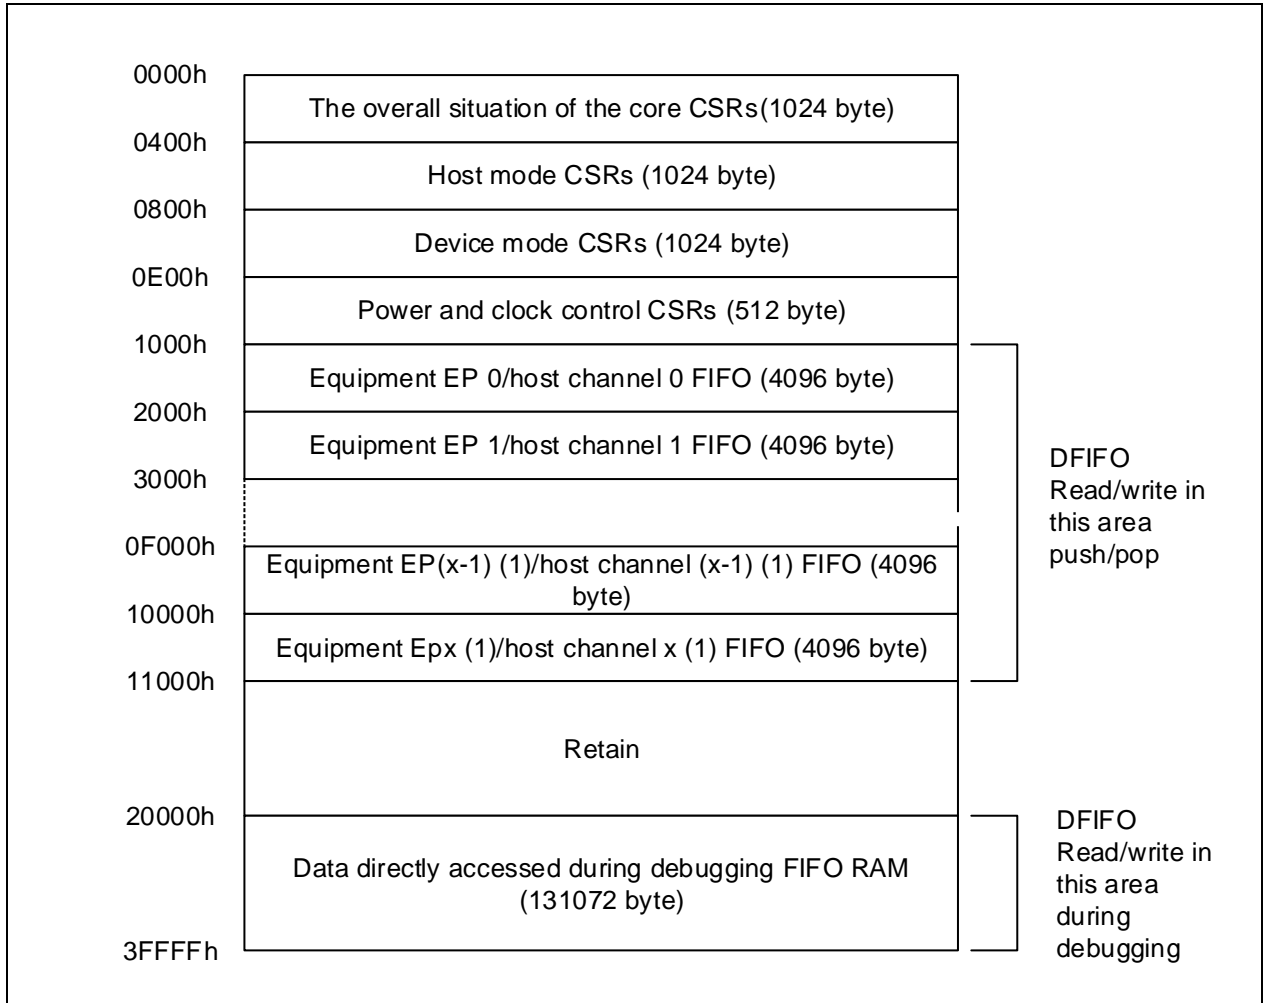 0000h
The overall situation of the core CSRs(1024 byte)
0400h
Host mode CSRs (1024 byte)
0800h
Device mode CSRs (1024 byte)
0E00h
Power and clock control CSRs (512 byte)
1000h
Equipment EP 0/host channel 0 FIFO (4096 byte)
2000h
Equipment EP 1/host channel 1 FIFO (4096 byte)
3000h
DFIFO
Read/write in
this area
push/pop
0F000h
Equipment EP(x-1) (1)/host channel (x-1) (1) FIFO (4096
byte)
10000h
Equipment Epx (1)/host channel x (1) FIFO (4096 byte)
11000h
Retain
20000h
Data directly accessed during debugging FIFO RAM
(131072 byte)
DFIFO
Read/write in
this area
during
debugging
3FFFFh